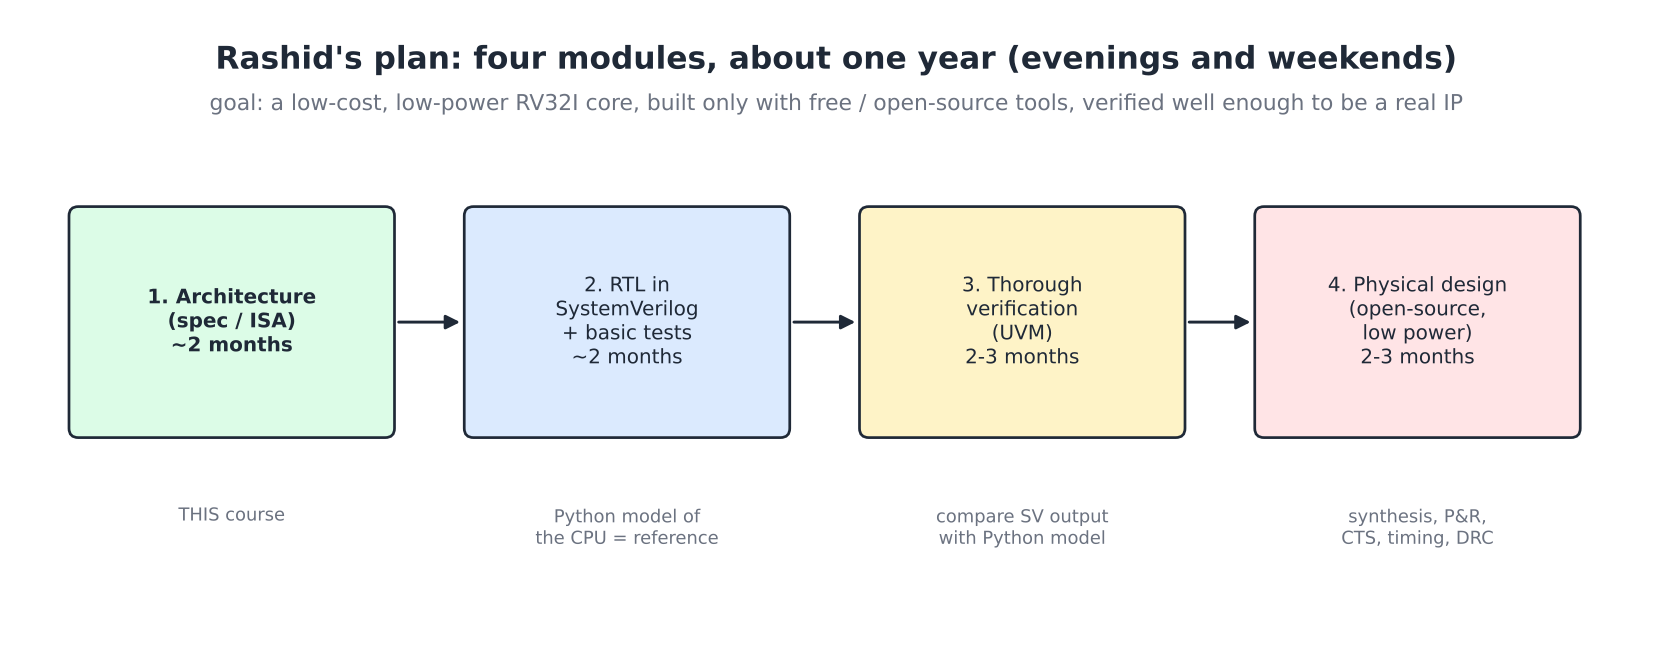 Rashid's plan: four modules, about one year (evenings and weekends)
goal: a low-cost, low-power RV32I core, built only with free / open-source tools, verified well enough to be a real IP
1. Architecture
(spec / ISA)
~2 months
2. RTL in
SystemVerilog
+ basic tests
~2 months
3. Thorough
verification
(UVM)
2-3 months
4. Physical design
(open-source,
low power)
2-3 months
THIS course
Python model of
the CPU = reference
compare SV output
with Python model
synthesis, P&R,
CTS, timing, DRC